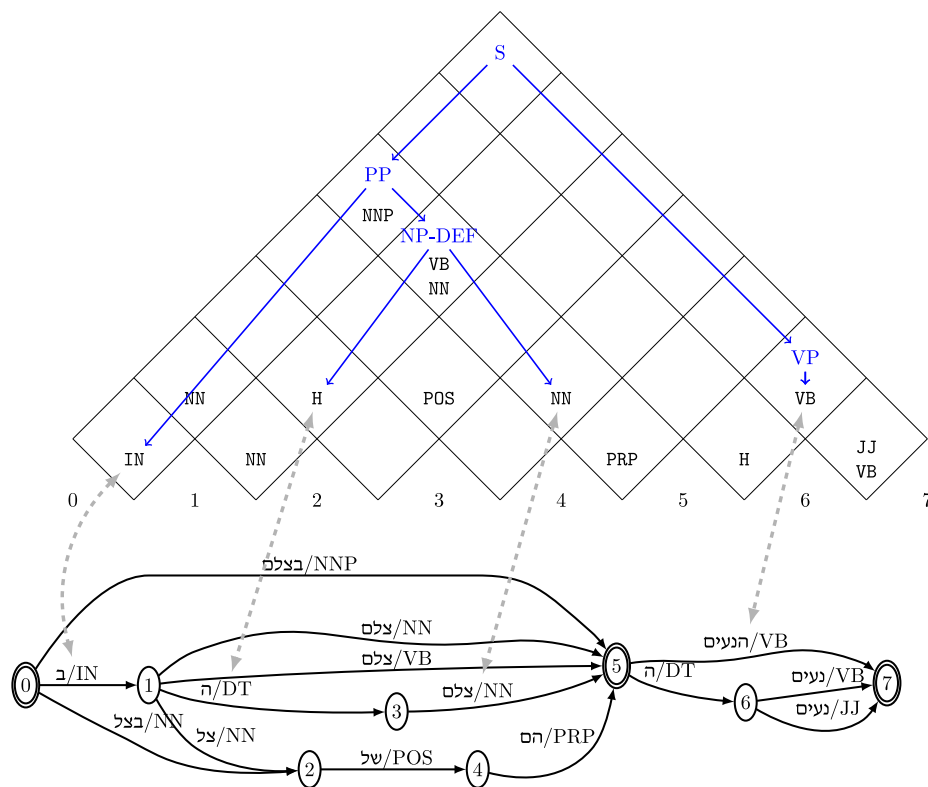 S
PP
NNP
NP-DEF
VB
NN
VP
NN H POS NN VB
IN NN PRP H JJ
VB
0 1 2 3 4 5 6 7
בצלם/NNP
צלם/NN
צלם/VB
הנעים/VB
ב/IN
ה/DT
צלם/NN
ה/DT
נעים/VB
נעים/JJ
בצל/NN
צל/NN
של/POS
הם/PRP
0 1 3 5 6 7
2 4